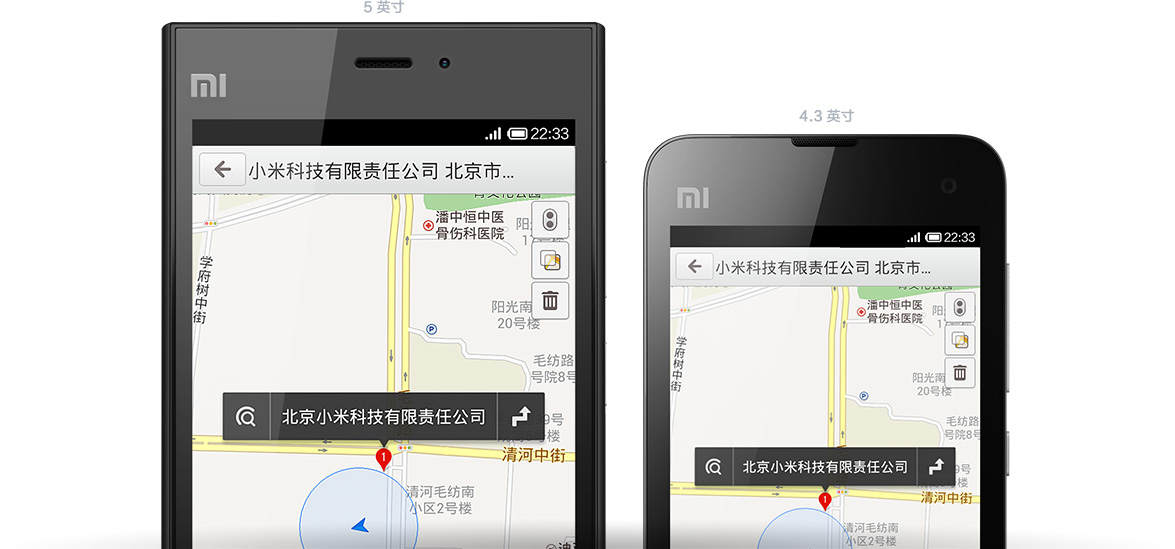 5 英寸
mi
22:33
小米科技有限责任公司 北京市...
潘中恒中医
骨伤科医院
学府树中街
阳光南
20号楼
毛纺路
号院8号
北京小米科技有限责任公司
1
清河中街
清河毛纺南
小区2号楼
4.3 英寸
mi
22:33
小米科技有限责任公司 北京市...
潘中恒中医
骨伤科医院
学府树中街
阳光南
20号楼
毛纺路
号院8号
北京小米科技有限责任公司
1
清河中街
清河毛纺南
小区2号楼